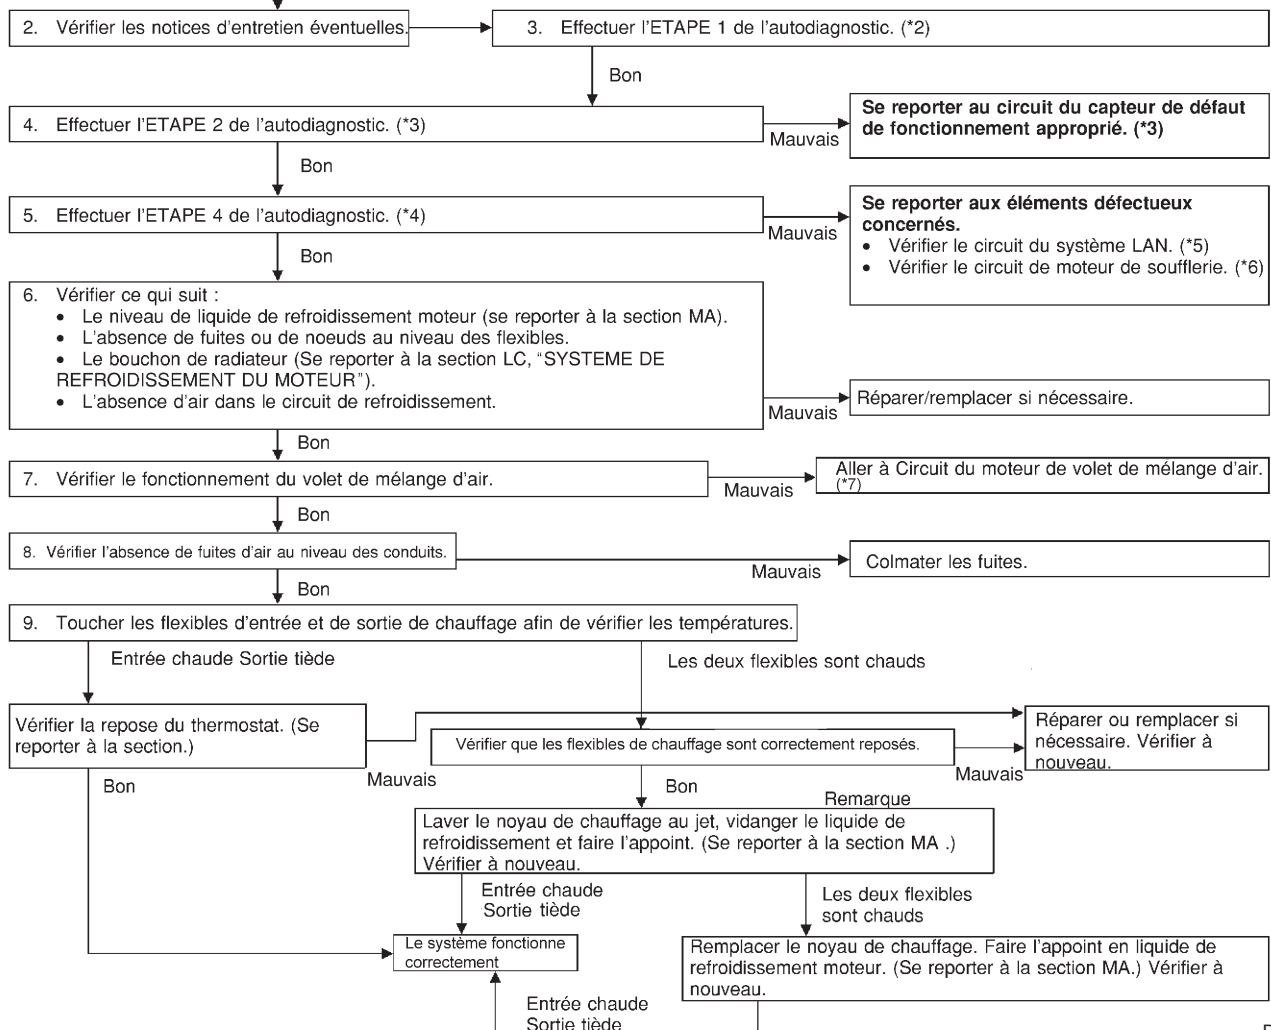 2. Vérifier les notices d'entretien éventuelles.
3. Effectuer l'ETAPE 1 de l'autodiagnostic. (*2)
Bon
4. Effectuer l'ETAPE 2 de l'autodiagnostic. (*3)
Mauvais
Se reporter au circuit du capteur de défaut
de fonctionnement approprié. (*3)
Bon
5. Effectuer l'ETAPE 4 de l'autodiagnostic. (*4)
Mauvais
Se reporter aux éléments défectueux
concernés.
• Vérifier le circuit du système LAN. (*5)
• Vérifier le circuit de moteur de soufflerie. (*6)
Bon
6. Vérifier ce qui suit :
• Le niveau de liquide de refroidissement moteur (se reporter à la section MA).
• L'absence de fuites ou de noeuds au niveau des flexibles.
• Le bouchon de radiateur (Se reporter à la section LC, “SYSTEME DE
REFROIDISSEMENT DU MOTEUR”).
• L'absence d'air dans le circuit de refroidissement.
Mauvais
Réparer/remplacer si nécessaire.
Bon
7. Vérifier le fonctionnement du volet de mélange d'air.
Mauvais
Aller à Circuit du moteur de volet de mélange d'air.
(*7)
Bon
8. Vérifier l'absence de fuites d'air au niveau des conduits.
Mauvais
Colmater les fuites.
Bon
9. Toucher les flexibles d'entrée et de sortie de chauffage afin de vérifier les températures.
Entrée chaude Sortie tiède
Les deux flexibles sont chauds
Vérifier la repose du thermostat. (Se
reporter à la section.)
Mauvais
Bon
Vérifier que les flexibles de chauffage sont correctement reposés.
Mauvais
Réparer ou remplacer si
nécessaire. Vérifier à
nouveau.
Bon
Remarque
Laver le noyau de chauffage au jet, vidanger le liquide de
refroidissement et faire l'appoint. (Se reporter à la section MA .)
Vérifier à nouveau.
Entrée chaude
Sortie tiède
Les deux flexibles
sont chauds
Le système fonctionne
correctement
Remplacer le noyau de chauffage. Faire l'appoint en liquide de
refroidissement moteur. (Se reporter à la section MA.) Vérifier à
nouveau.
Entrée chaude
Sortie tiède